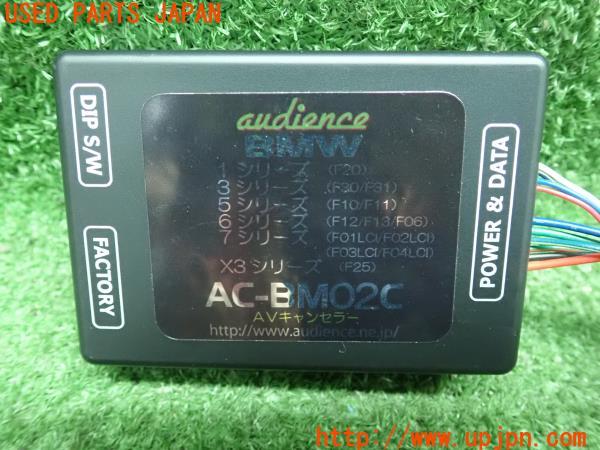 USED PARTS JAPAN
DIP S/W
FACTORY
audience
BMW
1シリーズ (F20)
3シリーズ (F30/F31)
5シリーズ (F10/F11)
6シリーズ (F12/F13/F06)
7シリーズ (F01LCI/F02LCI)
(F03LCI/F04LCI)
X3シリーズ (F25)
AC-BM02C
AVキャンセラー
http://www.audience.ne.jp/
POWER & DATA
http://www.upjpn.com